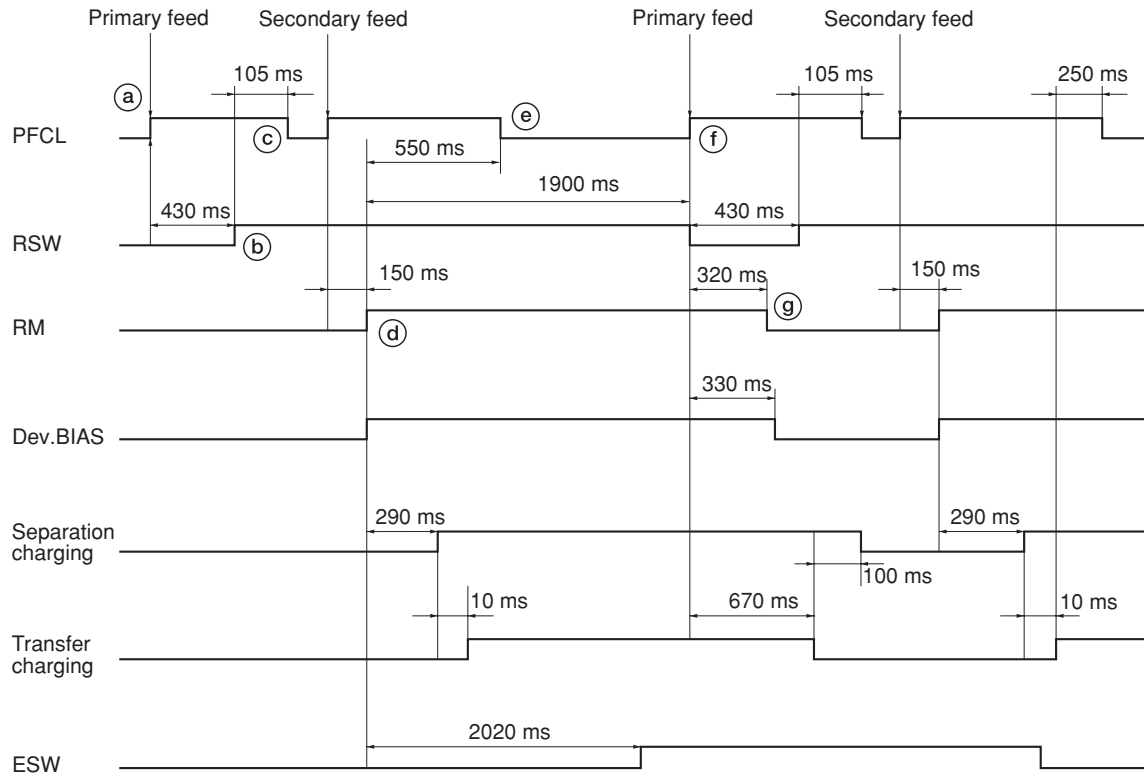 Primary feed Secondary feed Primary feed Secondary feed
105 ms 105 ms 250 ms
a
PFCL c e f
550 ms
1900 ms
430 ms 430 ms
RSW b
150 ms 320 ms 150 ms
RM d g
330 ms
Dev.BIAS
290 ms 290 ms
Separation
charging
100 ms
10 ms 670 ms 10 ms
Transfer
charging
2020 ms
ESW